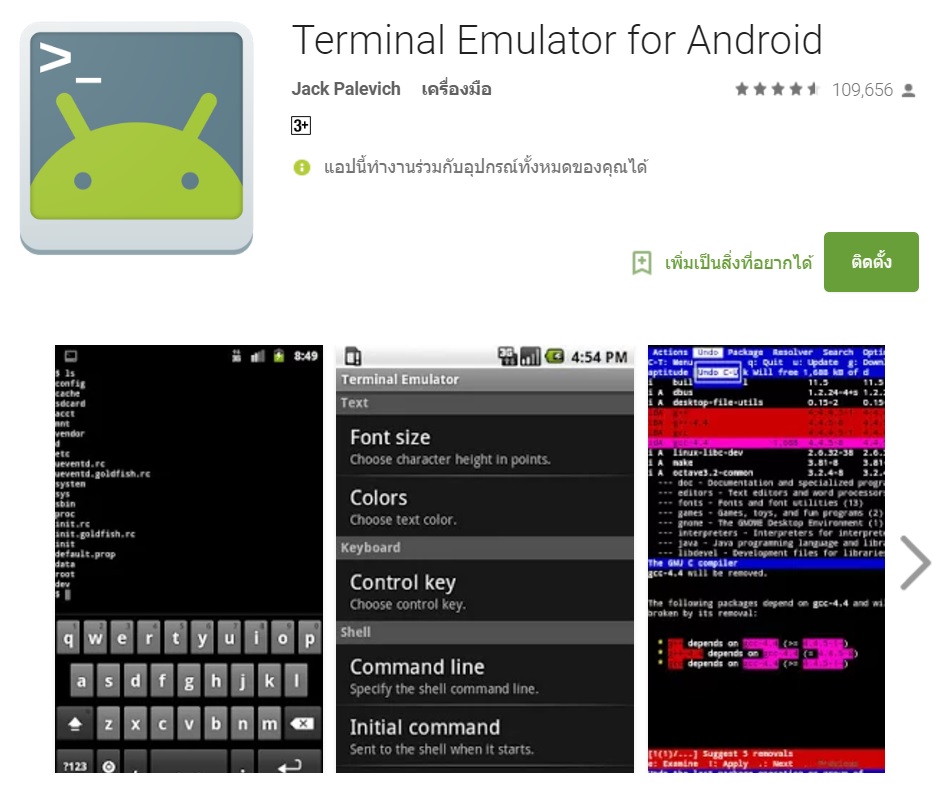 >_
Terminal Emulator for Android
Jack Palevich เครื่องมือ
109,656
3+
แอปนี้ทำงานร่วมกับอุปกรณ์ทั้งหมดของคุณได้
เพิ่มเป็นสิ่งที่อยากได้ ติดตั้ง
8:49
$ ls
config
cache
sdcard
acct
mnt
vendor
d
etc
ueventd.rc
ueventd.goldfish.rc
system
sys
sbin
proc
init.rc
init.goldfish.rc
init
default.prop
data
root
dev
$
q w e r t y u i o p
a s d f g h j k l
z x c v b n m
?123 , .
4:54 PM
Terminal Emulator
Text
Font size
Choose character height in points.
Colors
Choose text color.
Keyboard
Control key
Choose control key.
Shell
Command line
Specify the shell command line.
Initial command
Sent to the shell when it starts.
Actions Undo Package Resolver Search Opti
C-T: Menu q: Quit u: Update g: Down
aptitude Undo C-U k Will free 1,688 kB of d
i buil l 11.5 11.5
i A dbus 1.2.24-4+s 1.2.
i A desktop-file-utils 0.15-2 0.15
i A linux-libc-dev 2.6.32-38 2.6.
i A make 3.81-8 3.81
i A octave3.2-common 3.2.4-8 3.2.
--- doc - Documentation and specialized progr
--- editors - Text editors and word processor
--- fonts - Fonts and font utilities (13)
--- games - Games, toys, and fun programs (2)
--- gnome - The GNOME Desktop Environment (1)
--- interpreters - Interpreters for interpret
--- java - Java programming language and libr
--- libdevel - Development files for librarie
The GNU C compiler
gcc-4.4 will be removed.
The following packages depend on gcc-4.4 and wi
broken by its removal:
* depends on gcc-4.4
* depends on gcc-4.4
* depends on gcc-4.4
[1(1)/...] Suggest 5 removals
e: Examine !: Apply .: Next